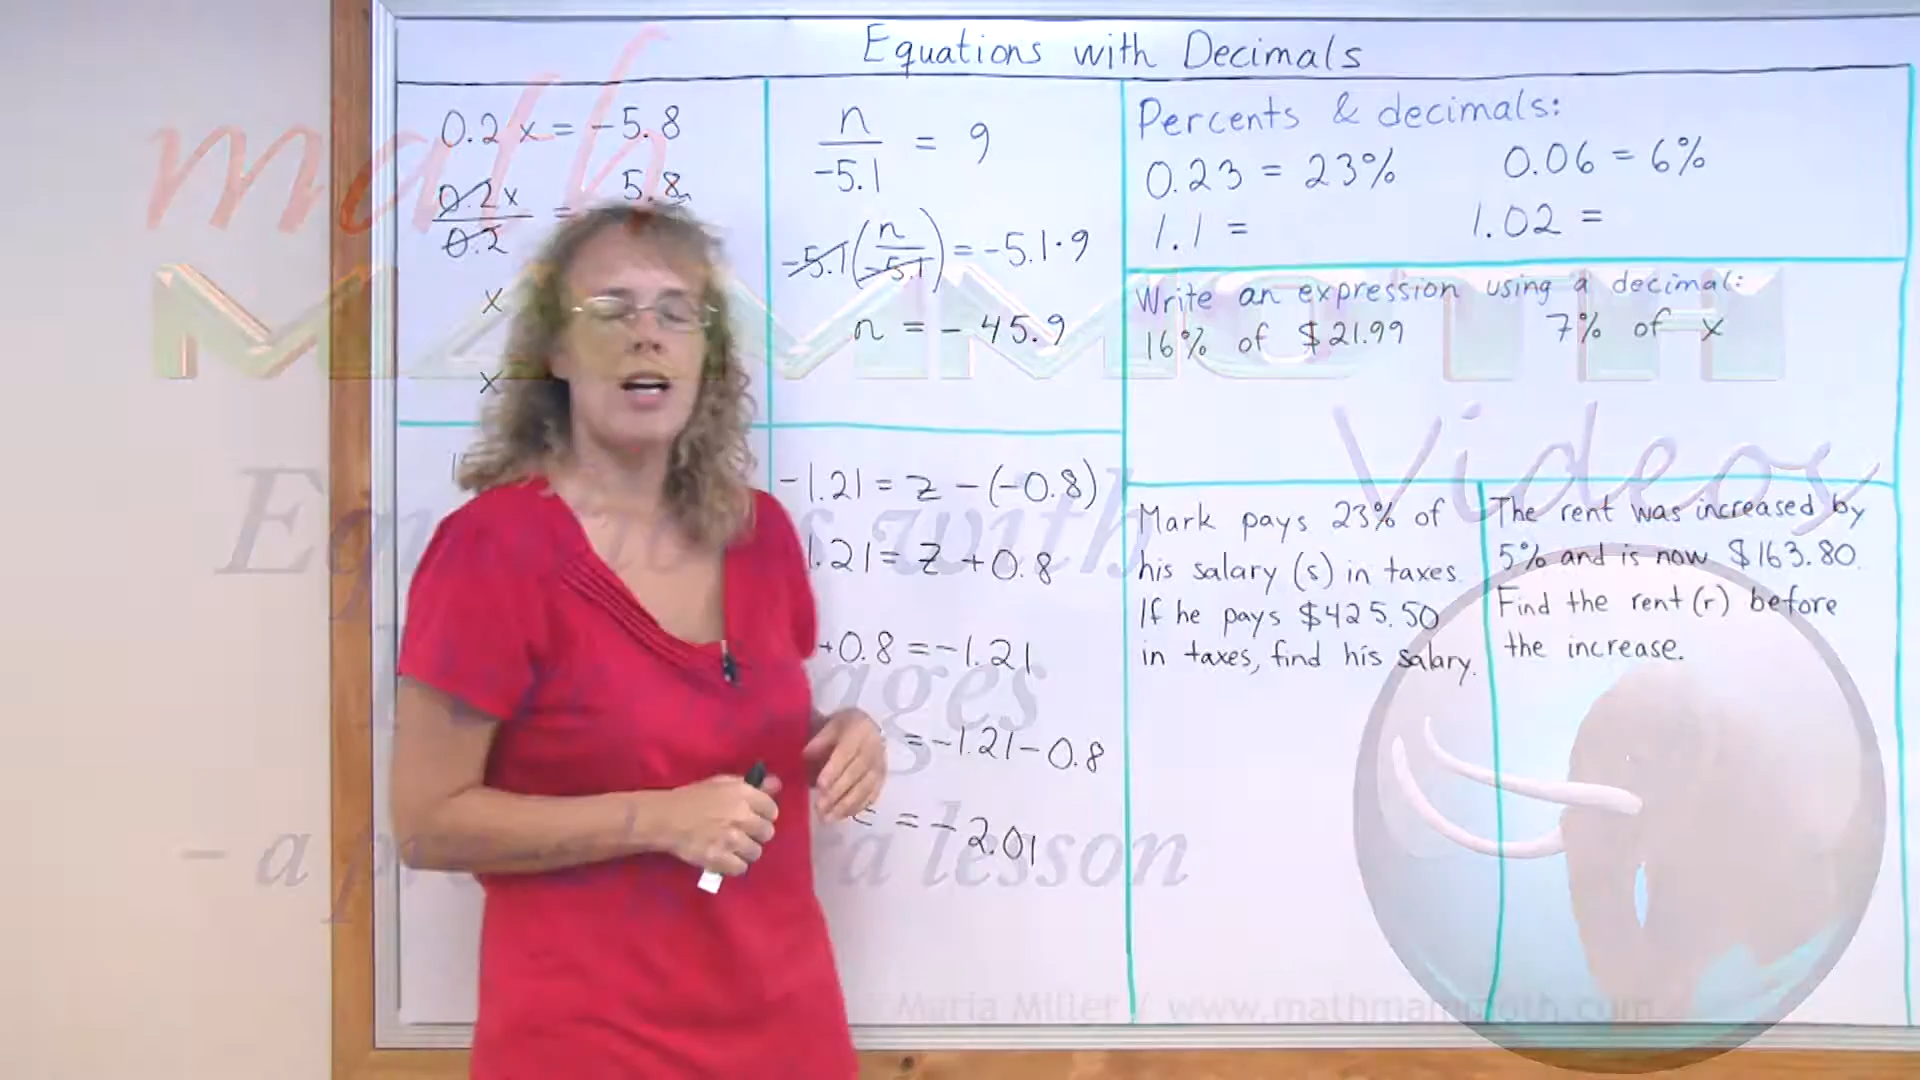 Equations with Decimals
0.2x = -5.8
0.2x
0.2
=
5.8
x
x
n
-5.1
= 9
-5.1(n/-5.1) = -5.1·9
n = -45.9
-1.21 = z - (-0.8)
1.21 = z + 0.8
+0.8 = -1.21
= -1.21 - 0.8
= -2.01
Percents & decimals:
0.23 = 23%
0.06 = 6%
1.1 =
1.02 =
Write an expression using a decimal:
16% of $21.99
7% of x
Mark pays 23% of
his salary (s) in taxes.
If he pays $425.50
in taxes, find his salary.
The rent was increased by
5% and is now $163.80.
Find the rent (r) before
the increase.
math
MAMMOTH
Videos
with
lesson
Maria Miller / www.mathmammoth.com